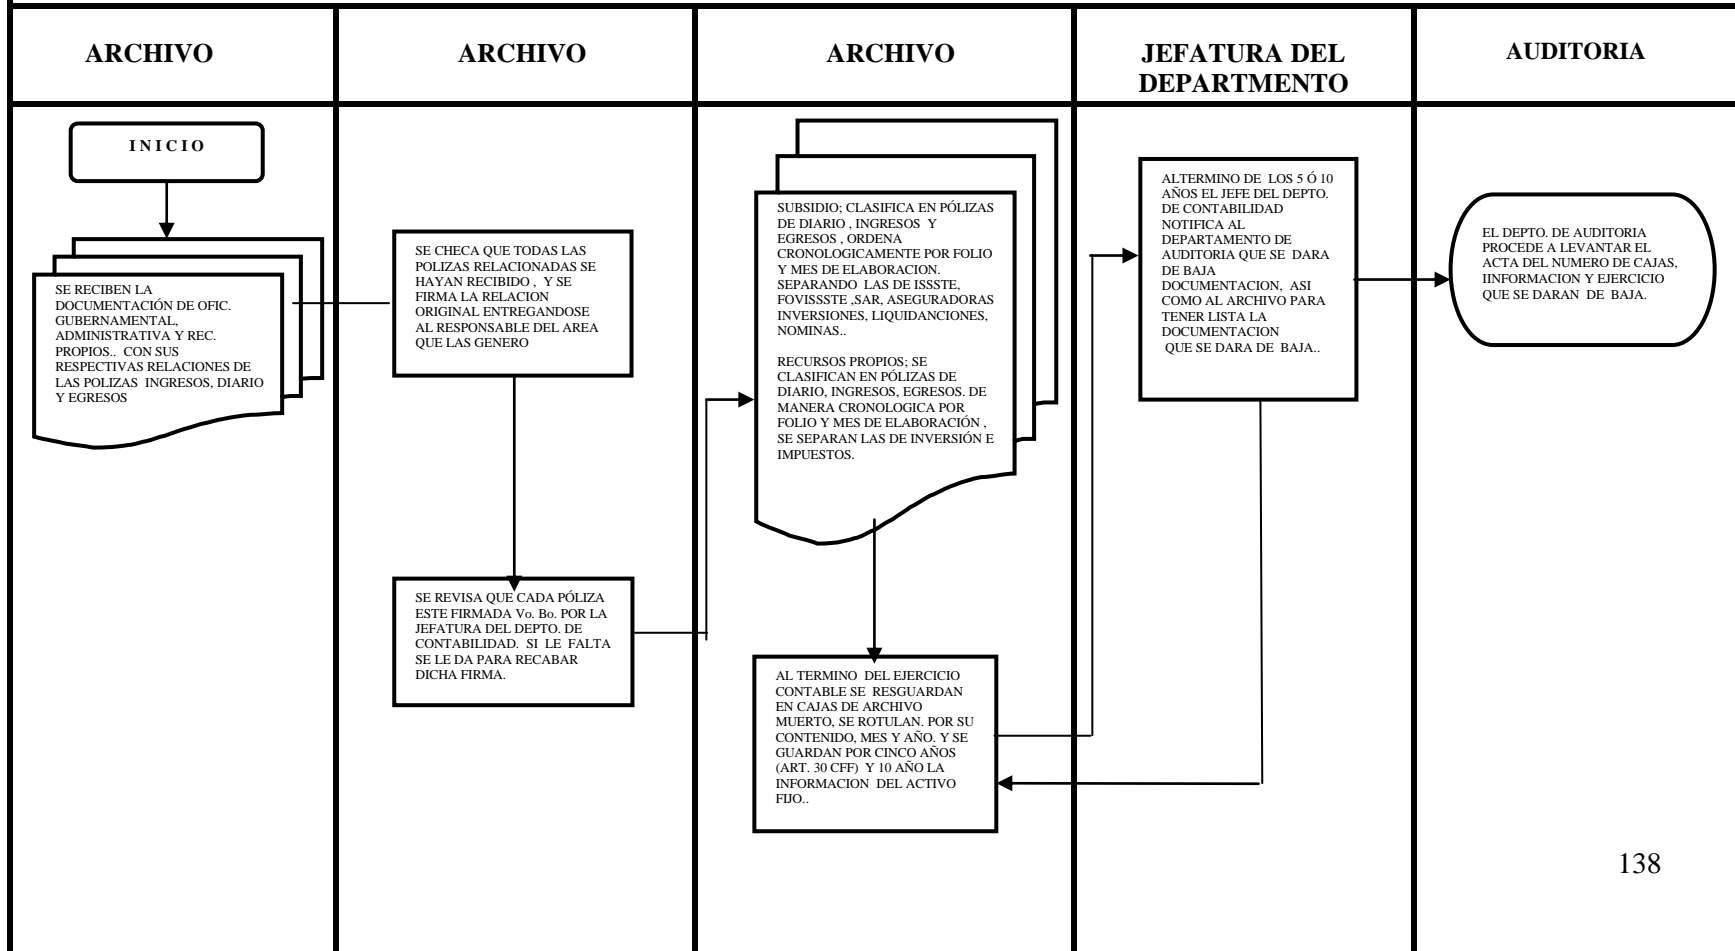 ARCHIVO
ARCHIVO
ARCHIVO
JEFATURA DEL
DEPARTMENTO
AUDITORIA
I N I C I O
SE RECIBEN LA
DOCUMENTACIÓN DE OFIC.
GUBERNAMENTAL,
ADMINISTRATIVA Y REC.
PROPIOS.. CON SUS
RESPECTIVAS RELACIONES DE
LAS POLIZAS INGRESOS, DIARIO
Y EGRESOS
SE CHECA QUE TODAS LAS
POLIZAS RELACIONADAS SE
HAYAN RECIBIDO , Y SE
FIRMA LA RELACION
ORIGINAL ENTREGANDOSE
AL RESPONSABLE DEL AREA
QUE LAS GENERO
SE REVISA QUE CADA PÓLIZA
ESTE FIRMADA Vo. Bo. POR LA
JEFATURA DEL DEPTO. DE
CONTABILIDAD. SI LE FALTA
SE LE DA PARA RECABAR
DICHA FIRMA.
SUBSIDIO; CLASIFICA EN PÓLIZAS
DE DIARIO , INGRESOS Y
EGRESOS , ORDENA
CRONOLOGICAMENTE POR FOLIO
Y MES DE ELABORACION.
SEPARANDO LAS DE ISSSTE,
FOVISSSTE ,SAR, ASEGURADORAS
INVERSIONES, LIQUIDANCIONES,
NOMINAS..
RECURSOS PROPIOS; SE
CLASIFICAN EN PÓLIZAS DE
DIARIO, INGRESOS, EGRESOS. DE
MANERA CRONOLOGICA POR
FOLIO Y MES DE ELABORACIÓN ,
SE SEPARAN LAS DE INVERSIÓN E
IMPUESTOS.
AL TERMINO DEL EJERCICIO
CONTABLE SE RESGUARDAN
EN CAJAS DE ARCHIVO
MUERTO, SE ROTULAN. POR SU
CONTENIDO, MES Y AÑO. Y SE
GUARDAN POR CINCO AÑOS
(ART. 30 CFF) Y 10 AÑO LA
INFORMACION DEL ACTIVO
FIJO..
ALTERMINO DE LOS 5 Ó 10
AÑOS EL JEFE DEL DEPTO.
DE CONTABILIDAD
NOTIFICA AL
DEPARTAMENTO DE
AUDITORIA QUE SE DARA
DE BAJA
DOCUMENTACION, ASI
COMO AL ARCHIVO PARA
TENER LISTA LA
DOCUMENTACION
QUE SE DARA DE BAJA..
EL DEPTO. DE AUDITORIA
PROCEDE A LEVANTAR EL
ACTA DEL NUMERO DE CAJAS,
IINFORMACION Y EJERCICIO
QUE SE DARAN DE BAJA.
138